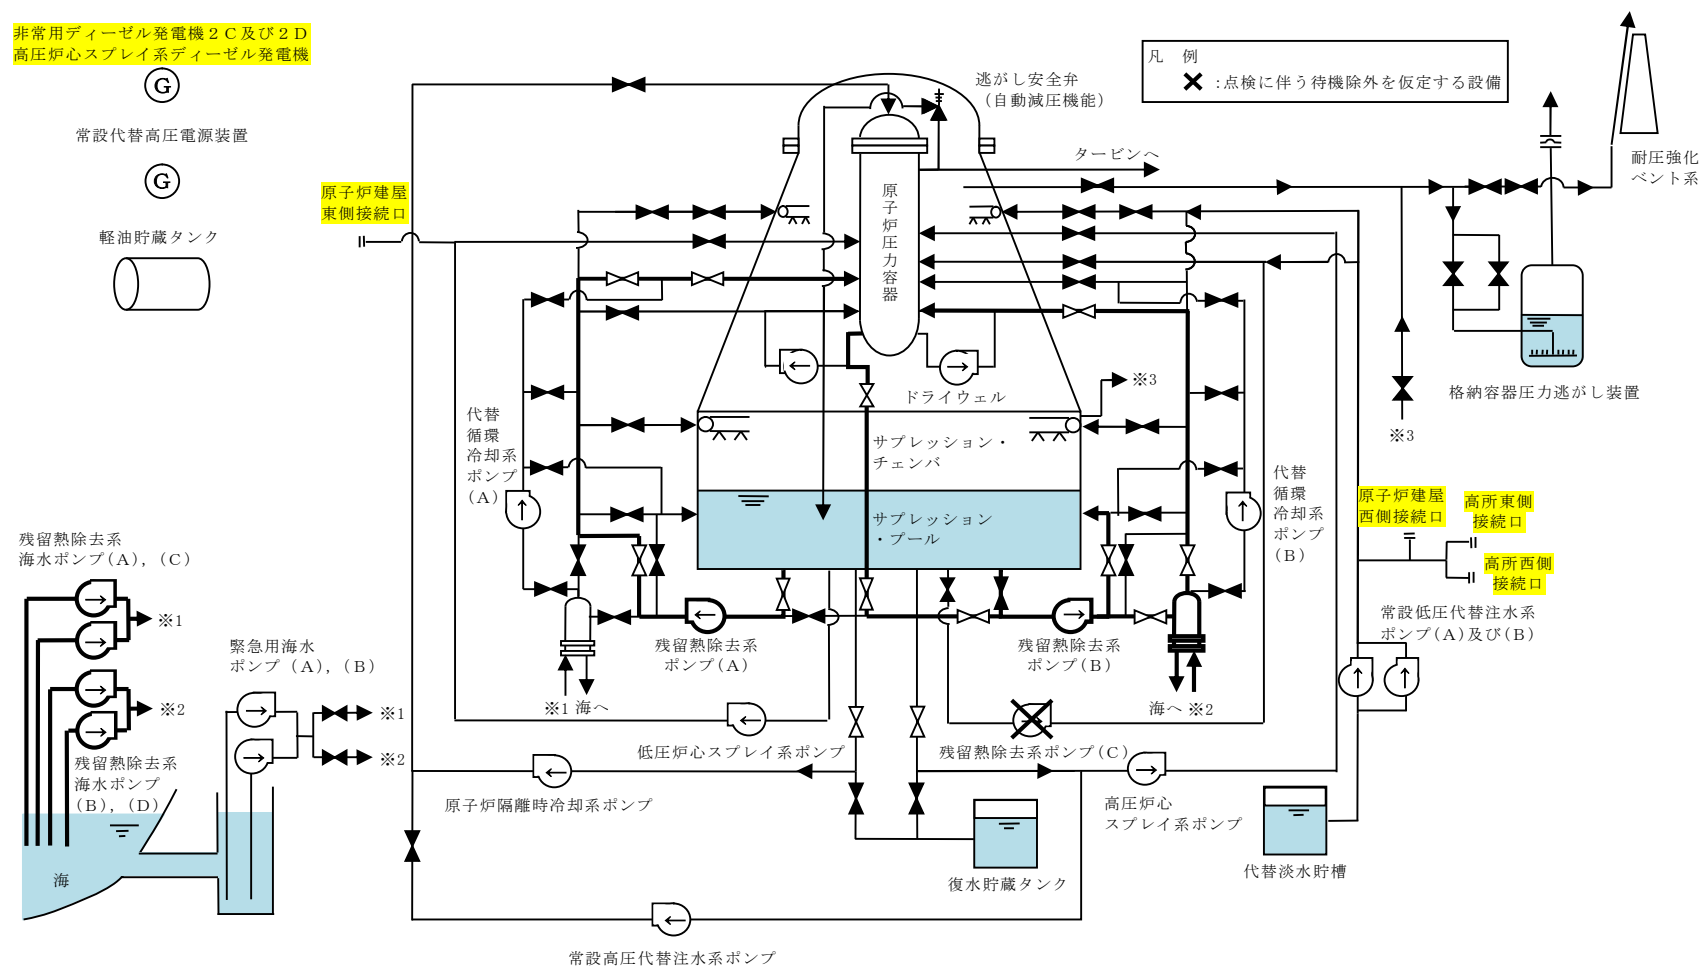 非常用ディーゼル発電機２Ｃ及び２Ｄ
高圧炉心スプレイ系ディーゼル発電機
G
常設代替高圧電源装置
G
軽油貯蔵タンク
原子炉建屋
東側接続口
逃がし安全弁
（自動減圧機能）
凡　例
：点検に伴う待機除外を仮定する設備
タービンへ
耐圧強化
ベント系
原子炉圧力容器
格納容器圧力逃がし装置
※3
※3
ドライウェル
代替
循環
冷却系
ポンプ
(A)
サプレッション・
チェンバ
サプレッション
・プール
代替
循環
冷却系
ポンプ
(B)
原子炉建屋
西側接続口
高所東側
接続口
高所西側
接続口
常設低圧代替注水系
ポンプ(A)及び(B)
残留熱除去系
海水ポンプ(A)，(C)
※1
※2
残留熱除去系
海水ポンプ
(B)，(D)
緊急用海水
ポンプ（A），（B）
※1
※2
海
残留熱除去系
ポンプ(A)
残留熱除去系
ポンプ(B)
※1 海へ
海へ ※2
低圧炉心スプレイ系ポンプ
残留熱除去系ポンプ(C)
原子炉隔離時冷却系ポンプ
高圧炉心
スプレイ系ポンプ
復水貯蔵タンク
代替淡水貯槽
常設高圧代替注水系ポンプ